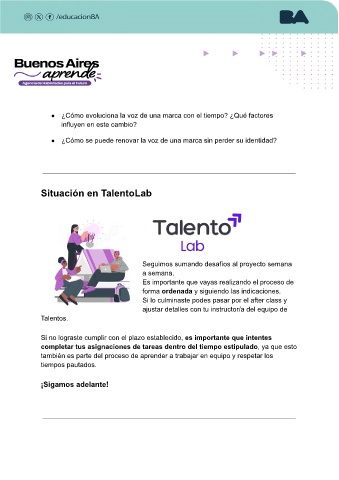 /educacionBA
BA
Buenos Aires
aprende
Agencia de Habilidades para el Futuro
• ¿Cómo evoluciona la voz de una marca con el tiempo? ¿Qué factores
influyen en este cambio?
• ¿Cómo se puede renovar la voz de una marca sin perder su identidad?
Situación en TalentoLab
Talento
Lab
Seguimos sumando desafíos al proyecto semana
a semana.
Es importante que vayas realizando el proceso de
forma ordenada y siguiendo las indicaciones.
Si lo culminaste podes pasar por el after class y
ajustar detalles con tu instructor/a del equipo de
Talentos.
Si no lograste cumplir con el plazo establecido, es importante que intentes
completar tus asignaciones de tareas dentro del tiempo estipulado, ya que esto
también es parte del proceso de aprender a trabajar en equipo y respetar los
tiempos pautados.
¡Sigamos adelante!